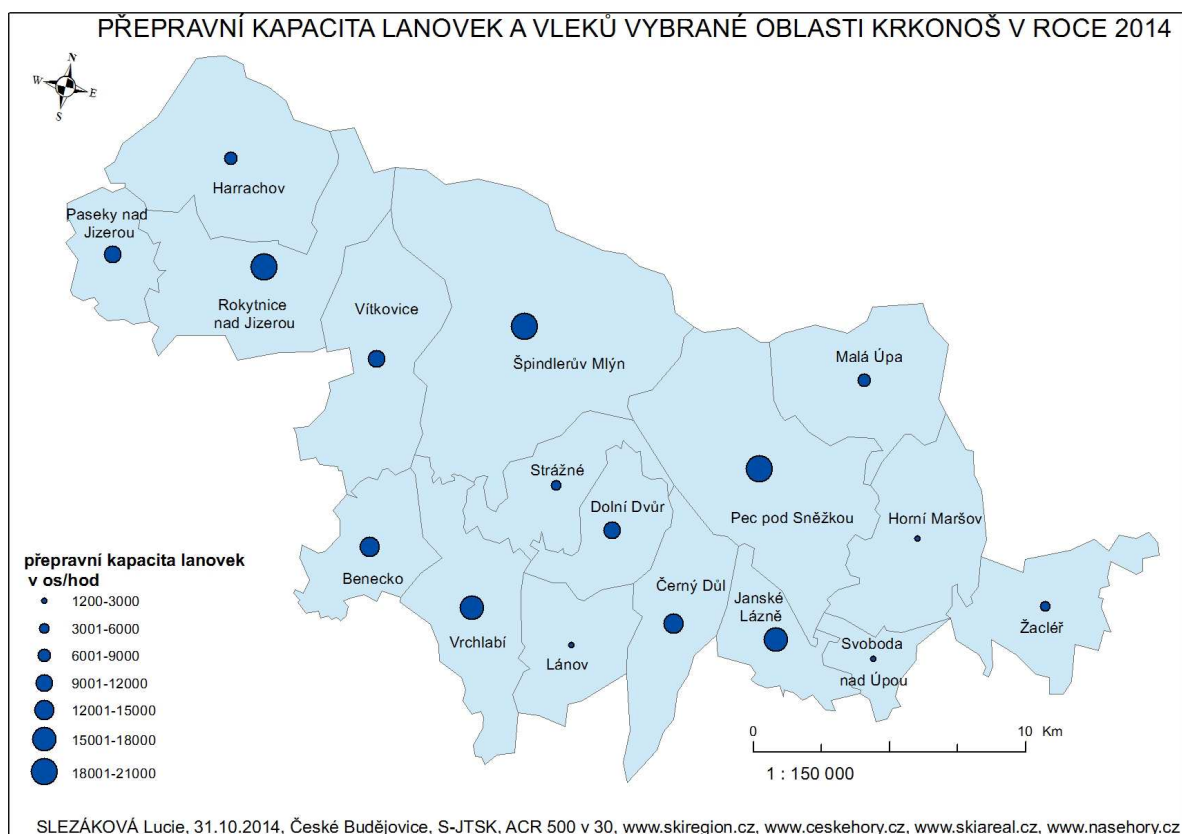 PŘEPRAVNÍ KAPACITA LANOVEK A VLEKŮ VYBRANÉ OBLASTI KRKONOŠ V ROCE 2014
N
W
E
S
Harrachov
Paseky nad
Jizerou
Rokytnice
nad Jizerou
Vítkovice
Špindlerův Mlýn
Malá Úpa
Strážné
Dolní Dvůr
Pec pod Sněžkou
Horní Maršov
Benecko
Vrchlabí
Lánov
Černý Důl
Janské
Lázně
Svoboda
nad Úpou
Žacléř
přepravní kapacita lanovek
v os/hod
1200-3000
3001-6000
6001-9000
9001-12000
12001-15000
15001-18000
18001-21000
0 10 Km
1 : 150 000
SLEZÁKOVÁ Lucie, 31.10.2014, České Budějovice, S-JTSK, ACR 500 v 30, www.skiregion.cz, www.ceskehory.cz, www.skiareal.cz, www.nasehory.cz